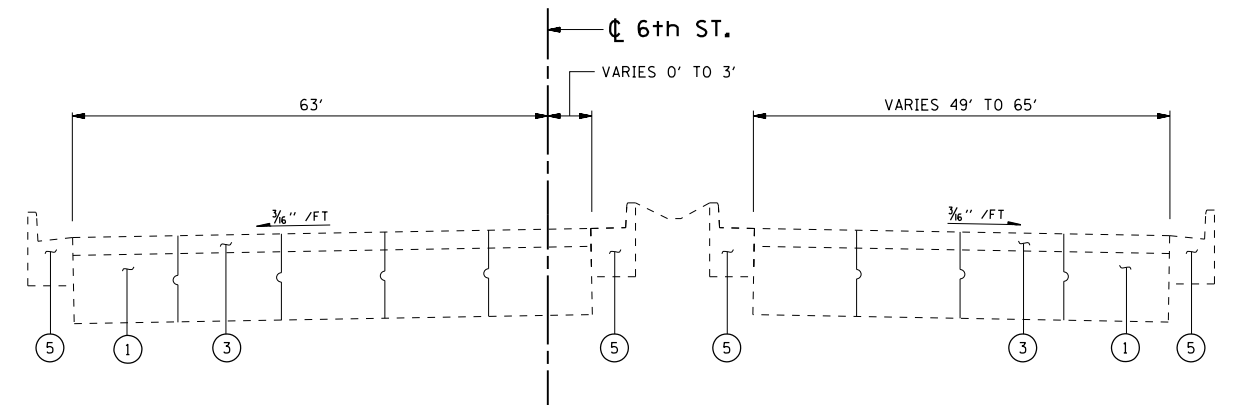 ℄ 6th ST.
VARIES 0' TO 3'
63'
VARIES 49' TO 65'
3/16" /FT
3/16" /FT
5
1
3
5
5
3
1
5